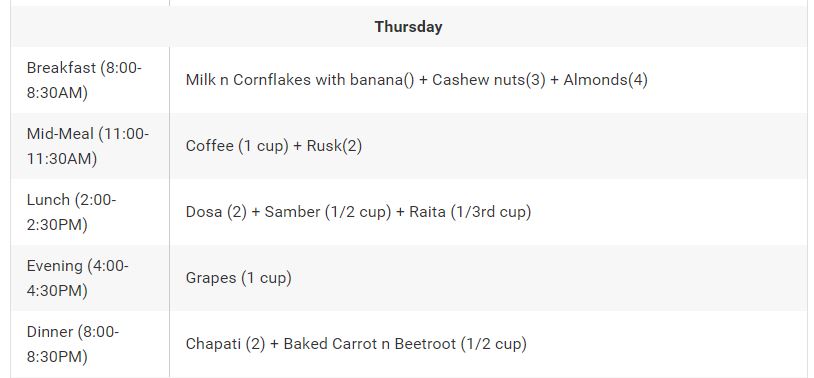 Thursday
Breakfast (8:00-
8:30AM)
Milk n Cornflakes with banana() + Cashew nuts(3) + Almonds(4)
Mid-Meal (11:00-
11:30AM)
Coffee (1 cup) + Rusk(2)
Lunch (2:00-
2:30PM)
Dosa (2) + Samber (1/2 cup) + Raita (1/3rd cup)
Evening (4:00-
4:30PM)
Grapes (1 cup)
Dinner (8:00-
8:30PM)
Chapati (2) + Baked Carrot n Beetroot (1/2 cup)